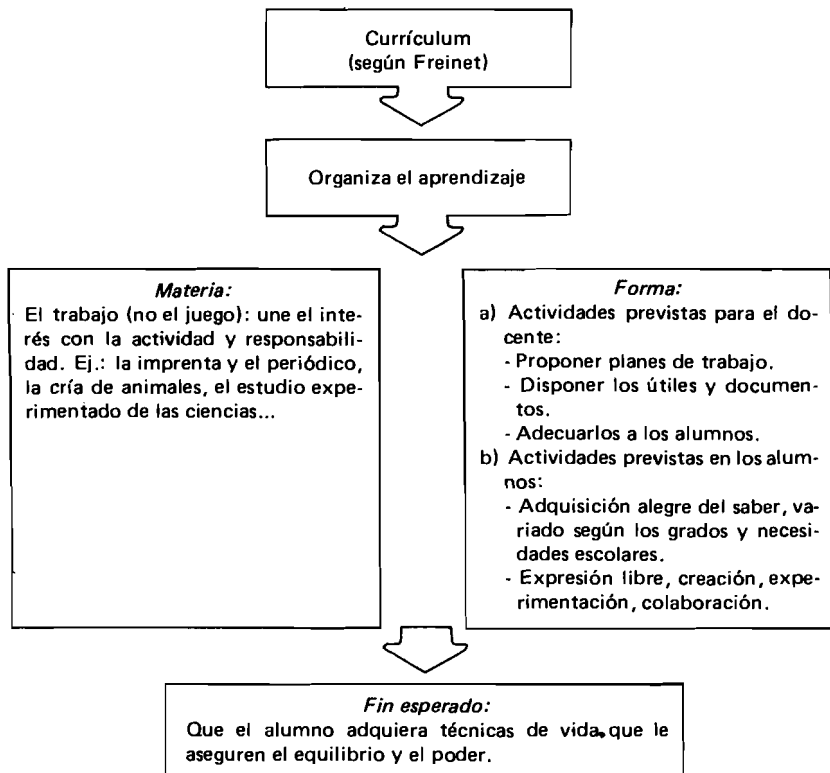 Currículum
(según Freinet)
Organiza el aprendizaje
Materia:
El trabajo (no el juego): une el inte-
rés con la actividad y responsabili-
dad. Ej.: la imprenta y el periódico,
la cría de animales, el estudio expe-
rimentado de las ciencias...
Forma:
a) Actividades previstas para el do-
cente:
- Proponer planes de trabajo.
- Disponer los útiles y documen-
tos.
- Adecuarlos a los alumnos.
b) Actividades previstas en los alum-
nos:
- Adquisición alegre del saber, va-
riado según los grados y necesi-
dades escolares.
- Expresión libre, creación, expe-
rimentación, colaboración.
Fin esperado:
Que el alumno adquiera técnicas de vida, que le
aseguren el equilibrio y el poder.